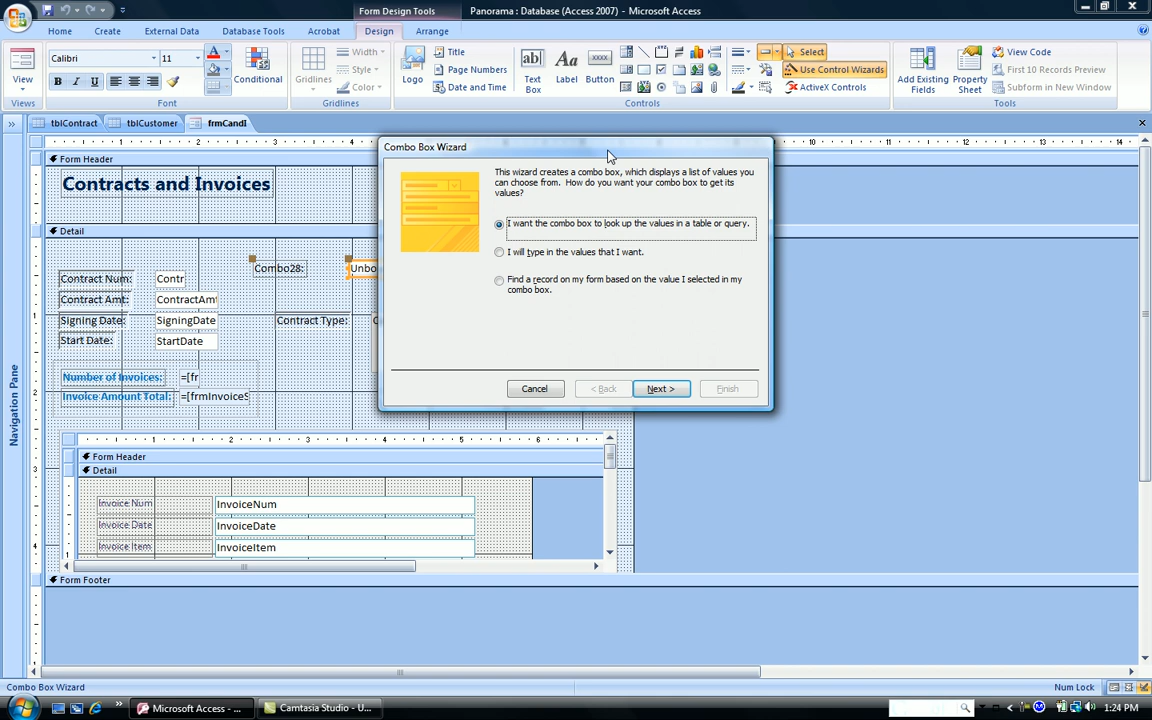 Form Design Tools
Panorama : Database (Access 2007) - Microsoft Access
Home Create External Data Database Tools Acrobat Design Arrange
Calibri 11
Width
Title
Select
Style
Page Numbers
Use Control Wizards
Color
Date and Time
ActiveX Controls
View Conditional Gridlines Logo Text Box Label Button
Add Existing Fields Property Sheet
View Code
First 10 Records Preview
Subform in New Window
Views Font Gridlines Controls Tools
tblContract tblCustomer frmCandI
Form Header
Contracts and Invoices
Detail
Combo28: Unbo
Contract Num: Contr
Contract Amt: ContractAmt
Signing Date: SigningDate
Contract Type: C
Start Date: StartDate
Number of Invoices: =[fr
Invoice Amount Total: =[frmInvoiceS
Navigation Pane
Form Header
Detail
Invoice Num InvoiceNum
Invoice Date InvoiceDate
Invoice Item InvoiceItem
Form Footer
Combo Box Wizard
This wizard creates a combo box, which displays a list of values you
can choose from. How do you want your combo box to get its
values?
I want the combo box to look up the values in a table or query.
I will type in the values that I want.
Find a record on my form based on the value I selected in my
combo box.
Cancel < Back Next > Finish
Combo Box Wizard
Num Lock
Microsoft Access - ...
Camtasia Studio - U...
1:24 PM